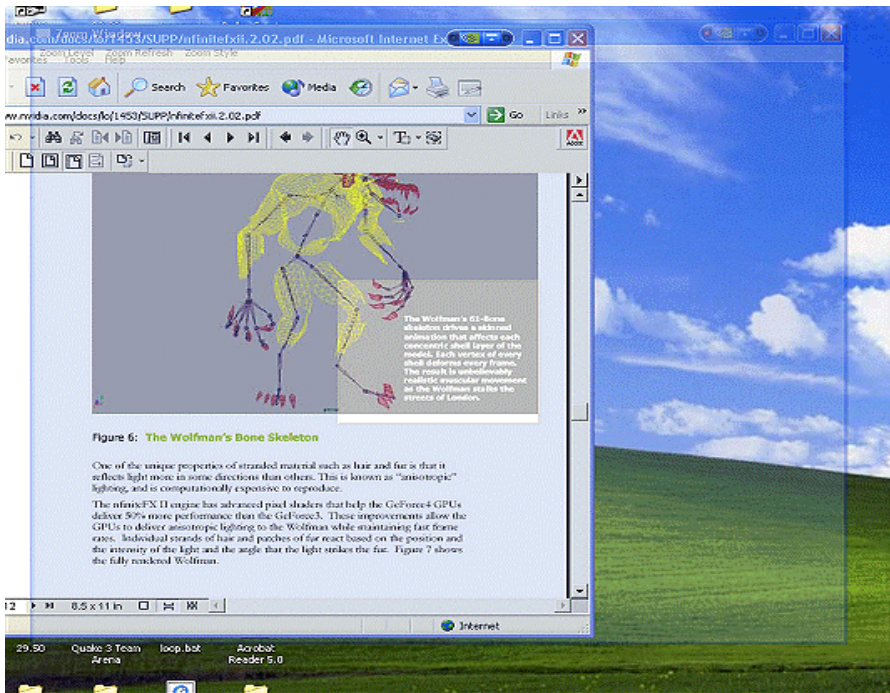 Zoom Window
dia.com/docs/lo/1453/SUPP/nfinitefxii.2.02.pdf - Microsoft Internet Ex
Zoom Level Zoom Refresh Zoom Style
Favorites Tools Help
Search Favorites Media
ww.nvidia.com/docs/lo/1453/SUPP/nfinitefxii.2.02.pdf Go Links »
Adobe
The Wolfman's 61-Bone
skeleton drives a skinned
animation that affects each
concentric shell layer of the
model. Each vertex of every
shell deforms every frame.
The result is unbelievably
realistic muscular movement
as the Wolfman stalks the
streets of London.
Figure 6: The Wolfman's Bone Skeleton
One of the unique properties of stranded material such as hair and fur is that it
reflects light more in some directions than others. This is known as “anisotropic”
lighting, and is computationally expensive to reproduce.
The nfiniteFX II engine has advanced pixel shaders that help the GeForce4 GPUs
deliver 50% more performance than the GeForce3. These improvements allow the
GPUs to deliver anisotropic lighting to the Wolfman while maintaining fast frame
rates. Individual strands of hair and patches of fur react based on the position and
the intensity of the light and the angle that the light strikes the fur. Figure 7 shows
the fully rendered Wolfman.
12 8.5 x 11 in
Internet
29.50 Quake 3 Team loop.bat Acrobat
Arena Reader 5.0